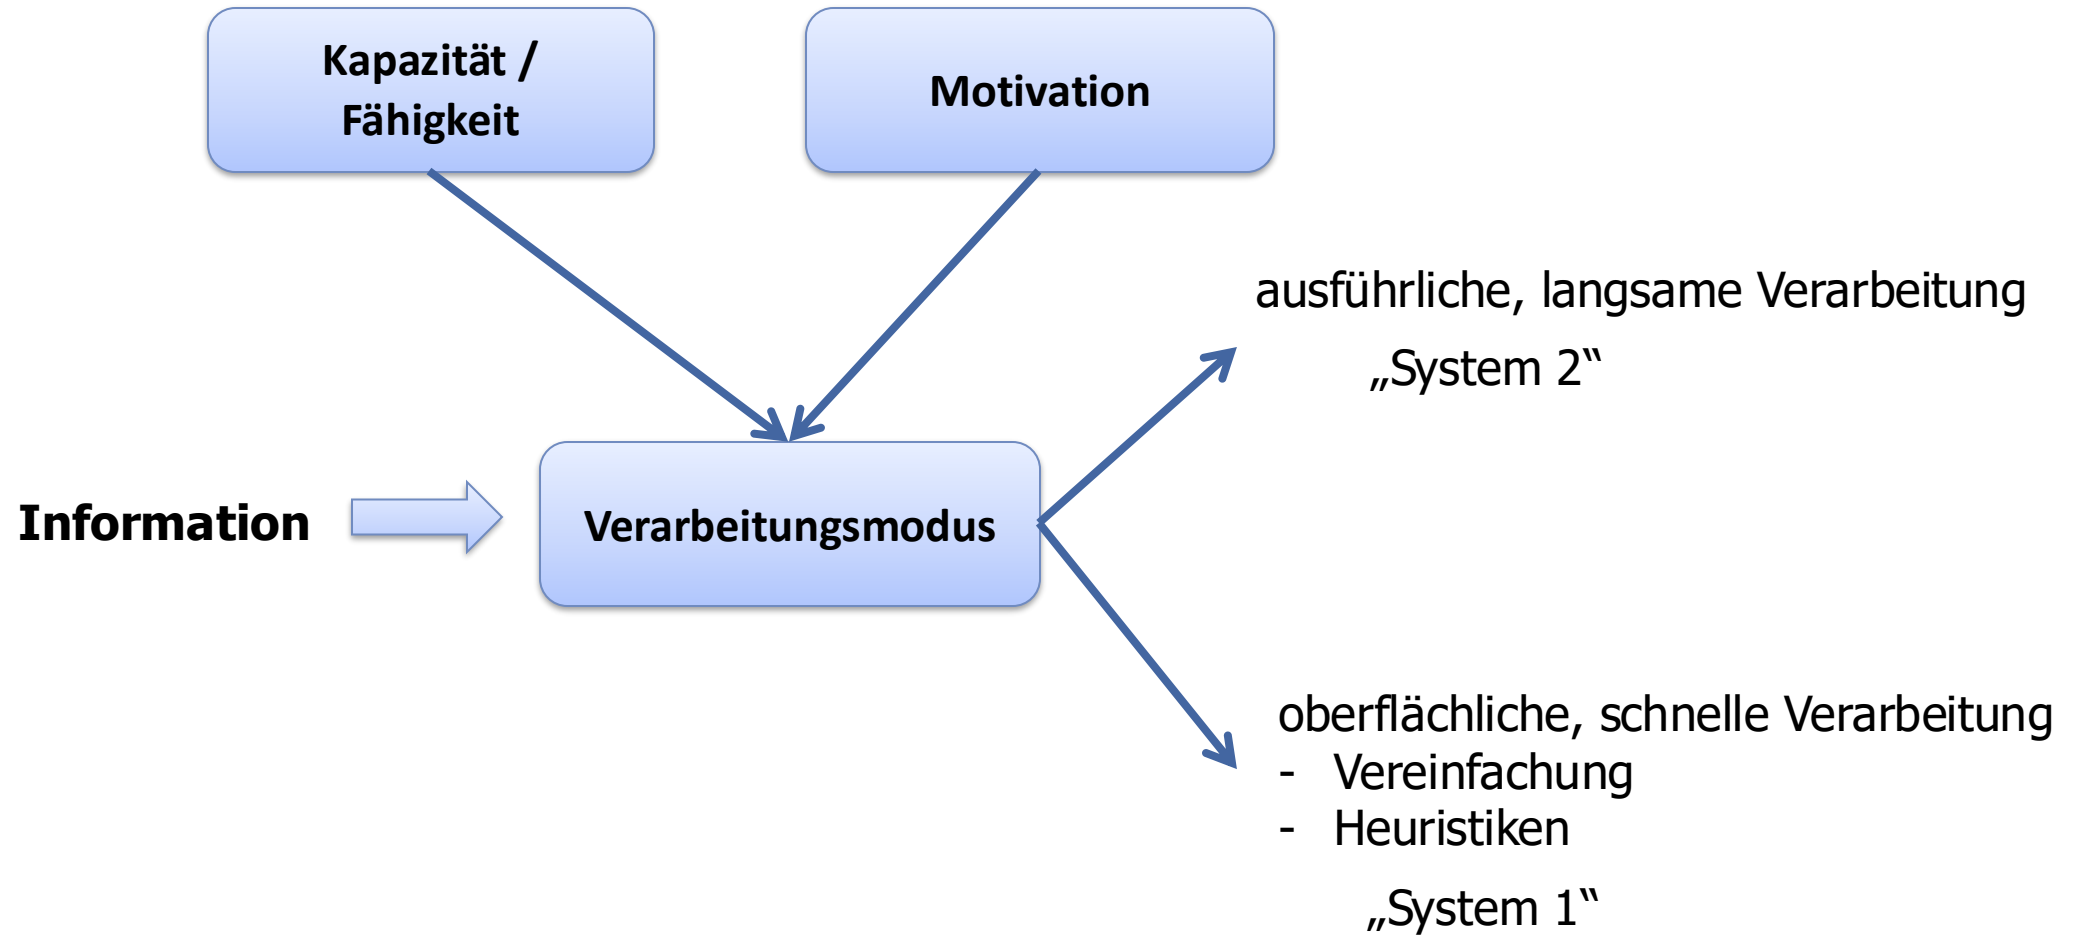 Kapazität /
Fähigkeit
Motivation
ausführliche, langsame Verarbeitung
„System 2“
Information
Verarbeitungsmodus
oberflächliche, schnelle Verarbeitung
- Vereinfachung
- Heuristiken
„System 1“